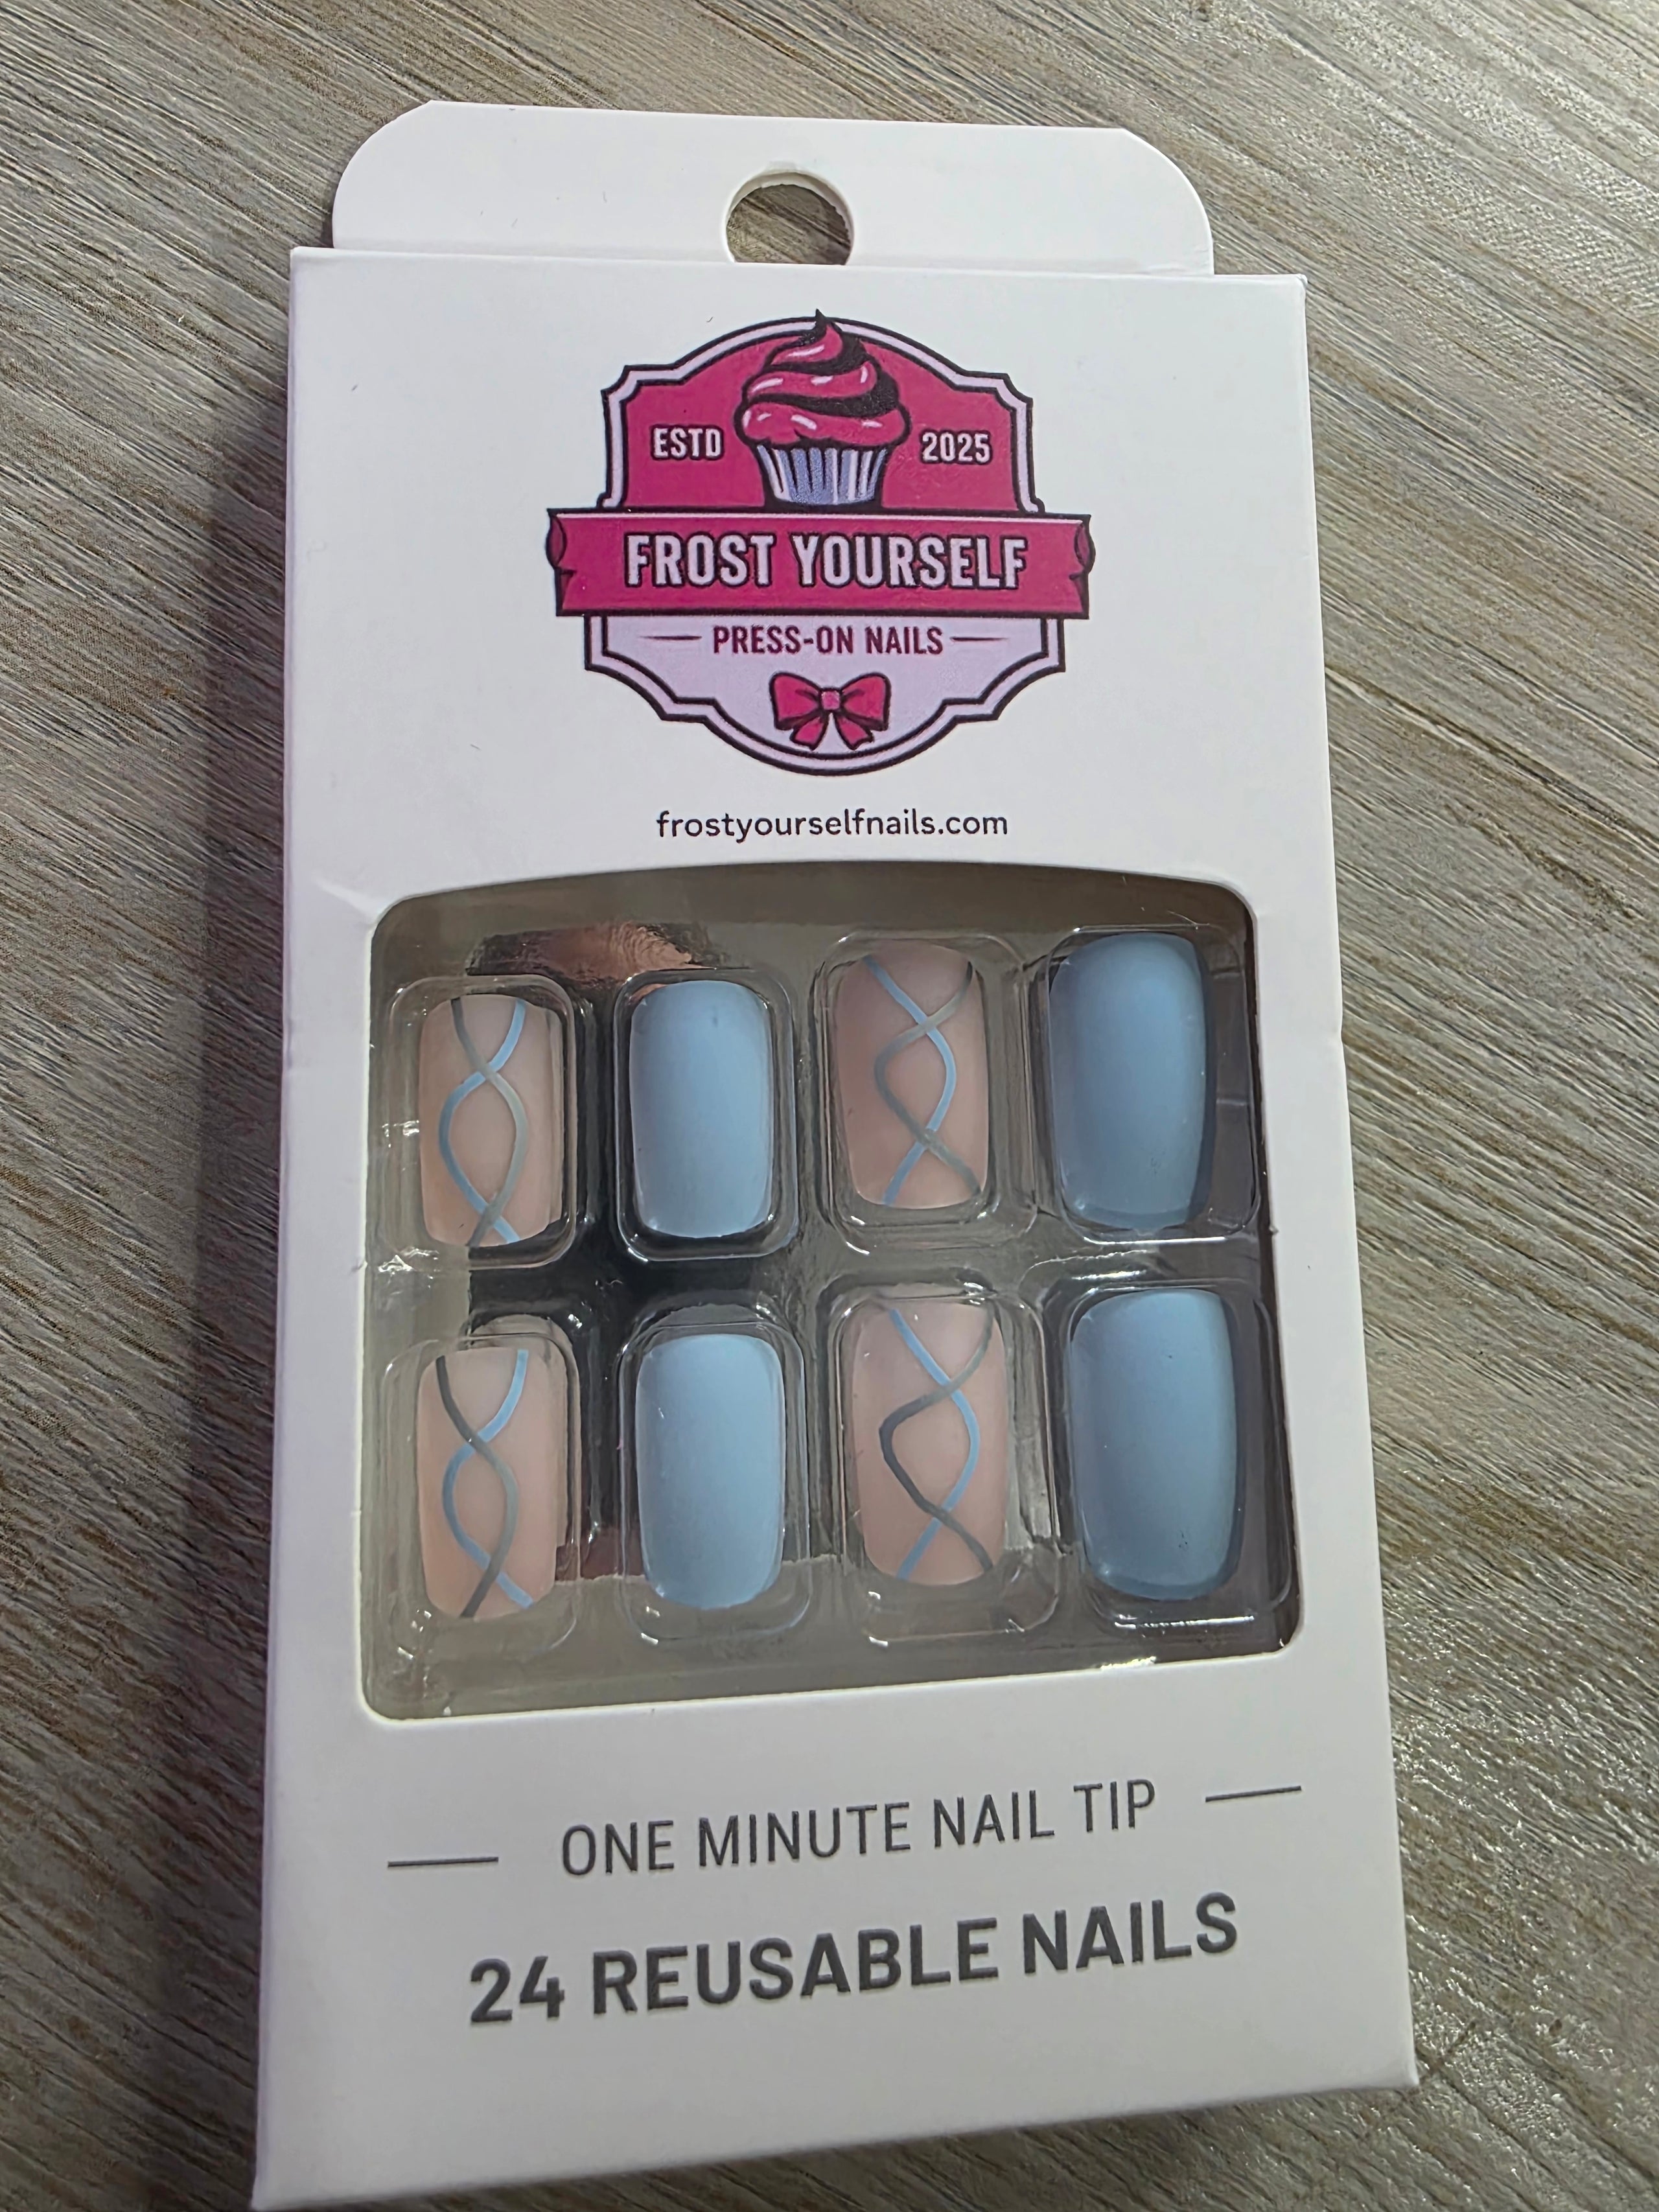 ESTD 2025
FROST YOURSELF
PRESS-ON NAILS
frostyourselfnails.com
ONE MINUTE NAIL TIP
24 REUSABLE NAILS